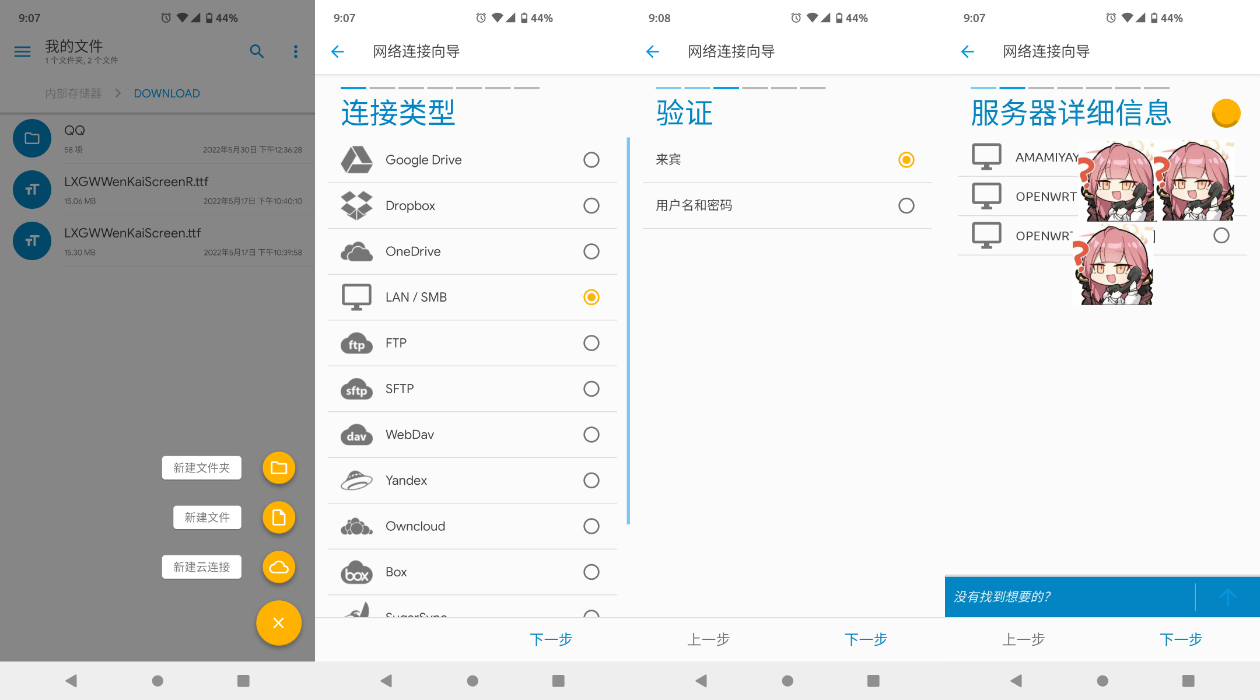 9:07
44%
我的文件
1 个文件夹, 2 个文件
内部存储器
DOWNLOAD
QQ
58 项
2022年5月30日 下午12:36:28
LXGWWenKaiScreenR.ttf
15.06 MB
2022年5月17日 下午10:40:10
LXGWWenKaiScreen.ttf
15.30 MB
2022年5月17日 下午10:39:58
新建文件夹
新建文件
新建云连接
9:07
44%
网络连接向导
连接类型
Google Drive
Dropbox
OneDrive
LAN / SMB
ftp
FTP
sftp
SFTP
dav
WebDav
Yandex
Owncloud
box
Box
SugarSync
下一步
9:08
44%
网络连接向导
验证
来宾
用户名和密码
上一步
下一步
9:07
44%
网络连接向导
服务器详细信息
AMAMIYAY
OPENWRT
OPENWRT
没有找到想要的?
上一步
下一步